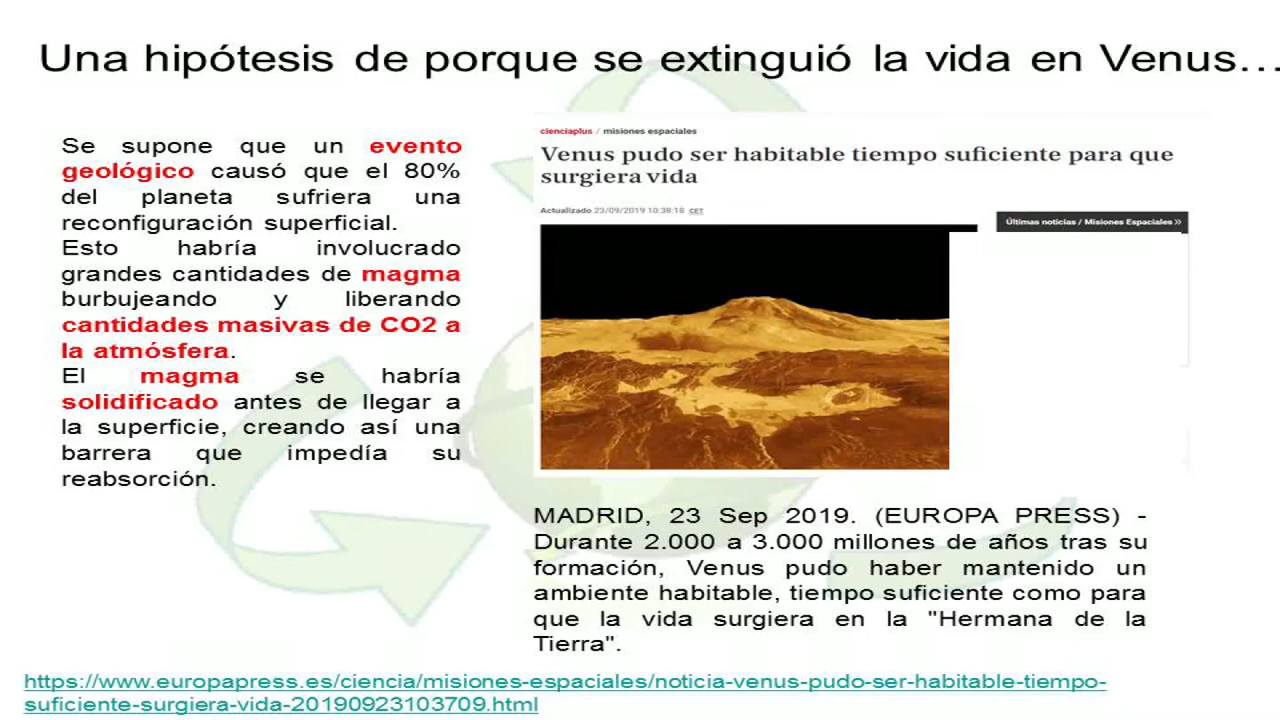 Una hipótesis de porque se extinguió la vida en Venus…
Se supone que un evento
geológico causó que el 80%
del planeta sufriera una
reconfiguración superficial.
Esto habría involucrado
grandes cantidades de magma
burbujeando y liberando
cantidades masivas de CO2 a
la atmósfera.
El magma se habría
solidificado antes de llegar a
la superficie, creando así una
barrera que impedía su
reabsorción.
cienciaplus / misiones espaciales
Venus pudo ser habitable tiempo suficiente para que
surgiera vida
Actualizado 23/09/2019 10:38:18 CET
Últimas noticias / Misiones Espaciales »
MADRID, 23 Sep 2019. (EUROPA PRESS) -
Durante 2.000 a 3.000 millones de años tras su
formación, Venus pudo haber mantenido un
ambiente habitable, tiempo suficiente como para
que la vida surgiera en la "Hermana de la
Tierra".
https://www.europapress.es/ciencia/misiones-espaciales/noticia-venus-pudo-ser-habitable-tiempo-
suficiente-surgiera-vida-20190923103709.html